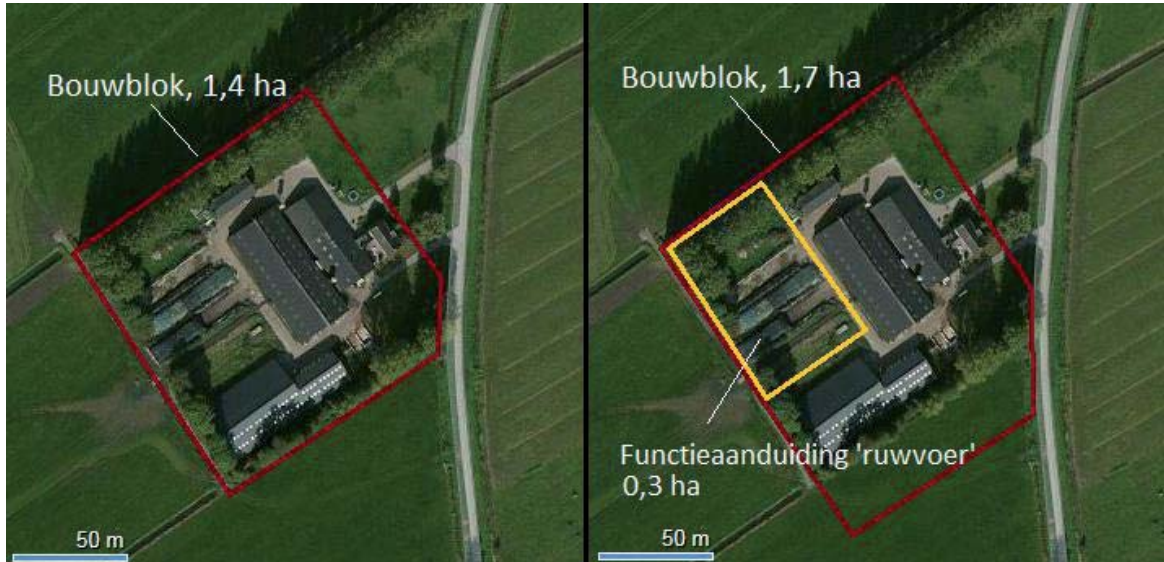 Bouwblok, 1,4 ha
50 m
Bouwblok, 1,7 ha
Functieaanduiding 'ruwvoer'
0,3 ha
50 m